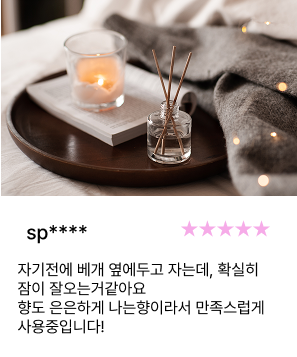 sp****
★★★★★
자기전에 베개 옆에두고 자는데, 확실히
잠이 잘오는거같아요
향도 은은하게 나는향이라서 만족스럽게
사용중입니다!